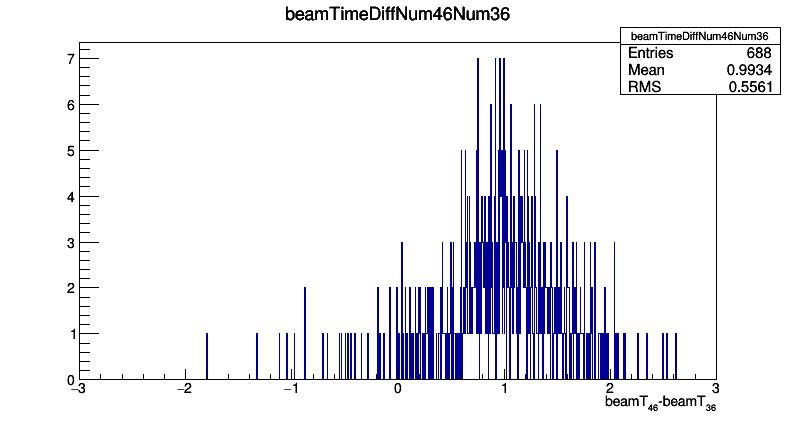 beamTimeDiffNum46Num36
beamTimeDiffNum46Num36
Entries 688
Mean 0.9934
RMS 0.5561
7
6
5
4
3
2
1
0
−3 −2 −1 0 1 2 3
beamT46-beamT36